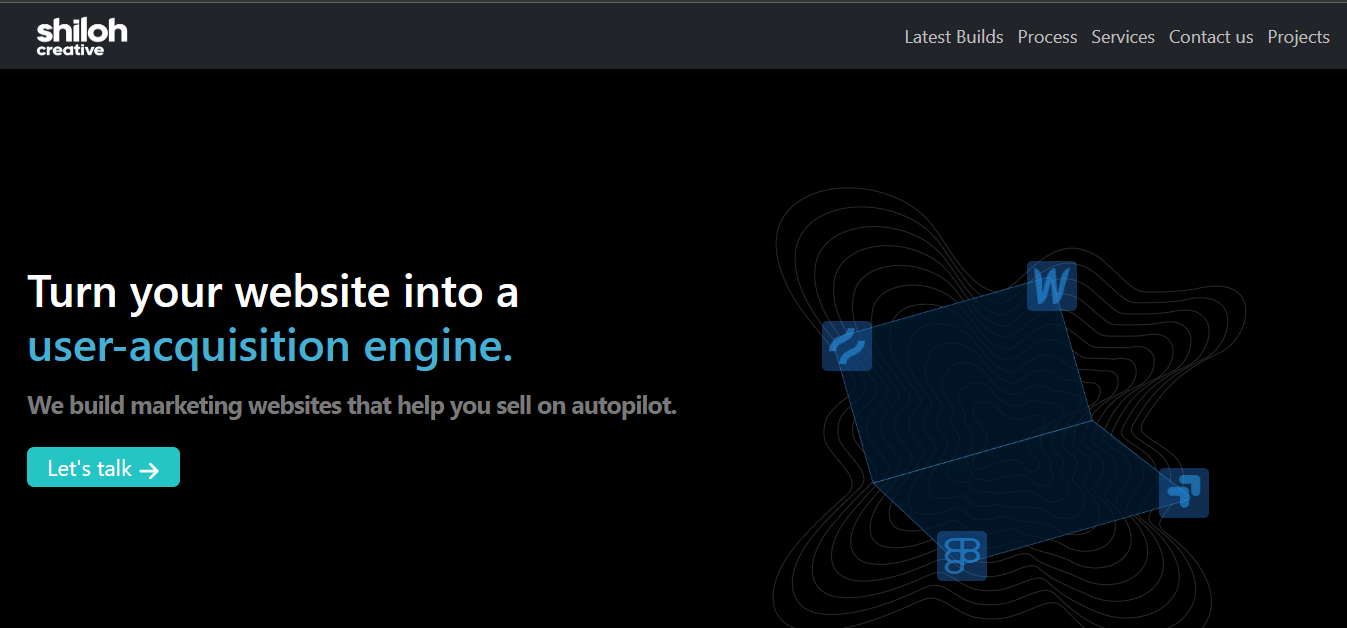 shiloh
creative
Latest Builds Process Services Contact us Projects
Turn your website into a
user-acquisition engine.
We build marketing websites that help you sell on autopilot.
Let's talk →
W